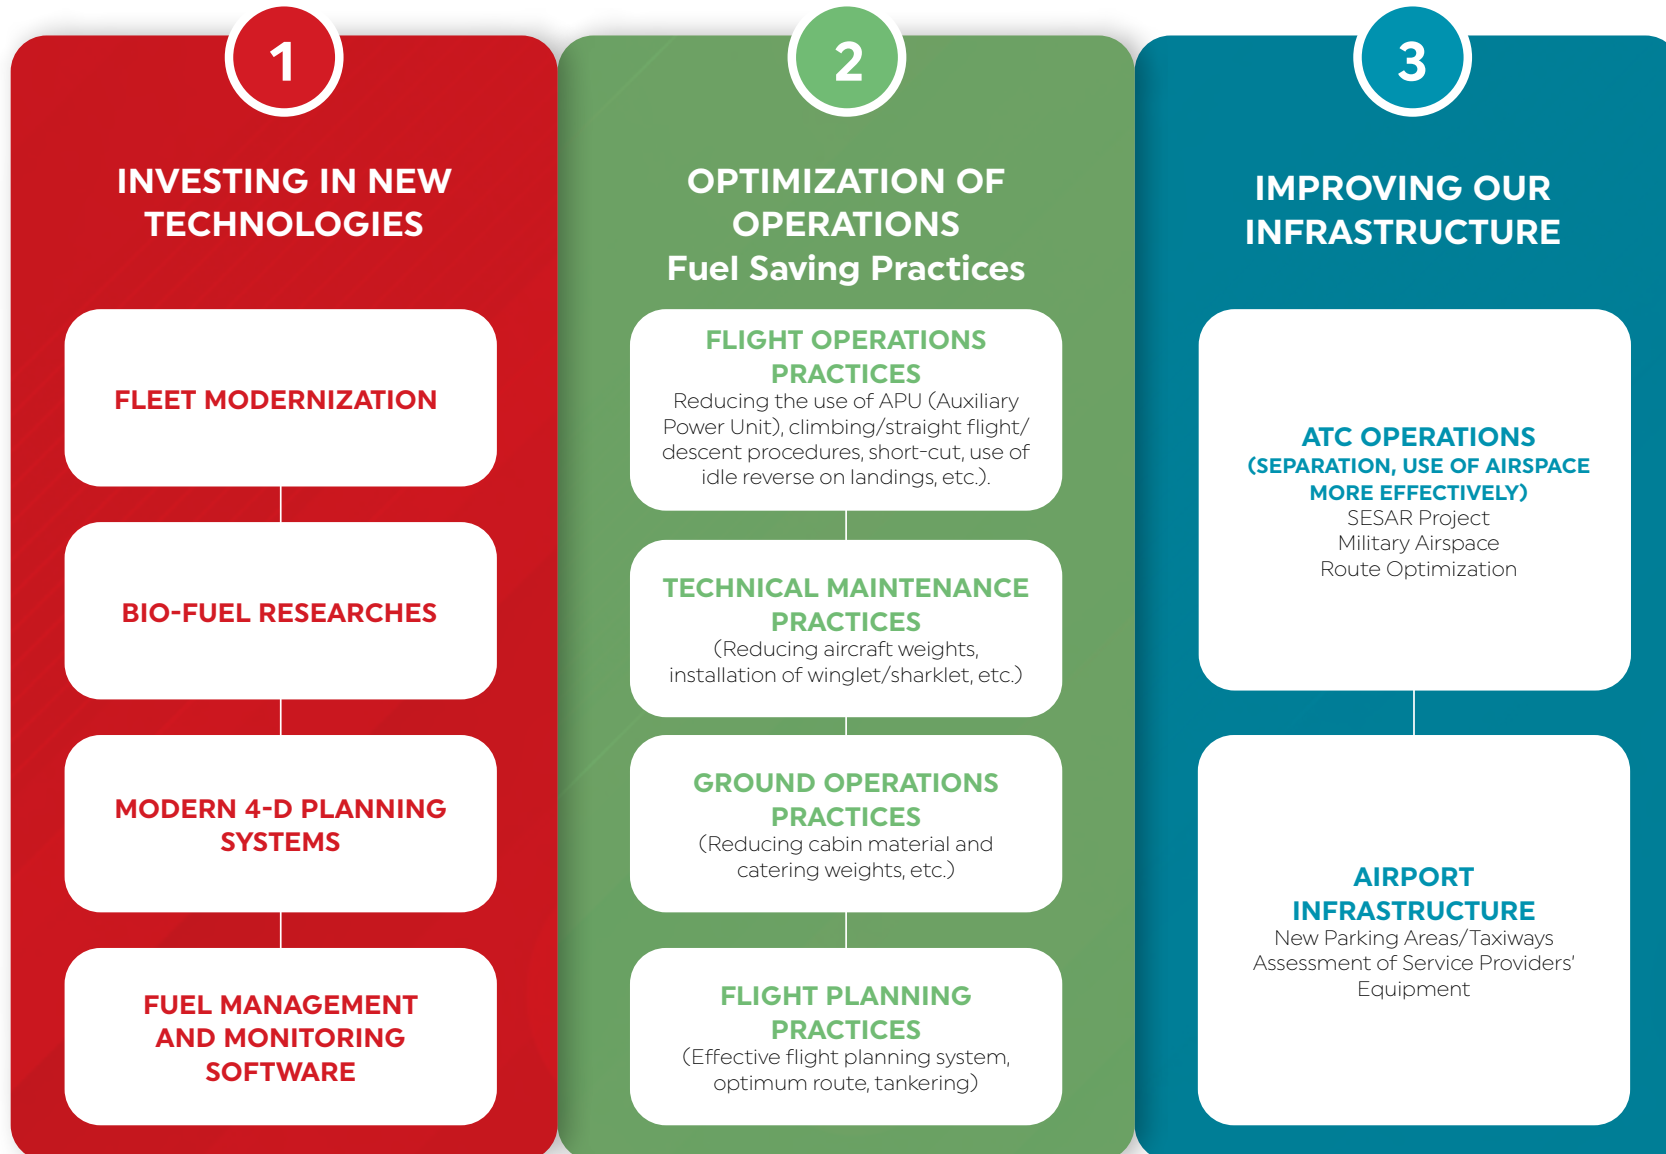 1
INVESTING IN NEW
TECHNOLOGIES
FLEET MODERNIZATION
BIO-FUEL RESEARCHES
MODERN 4-D PLANNING
SYSTEMS
FUEL MANAGEMENT
AND MONITORING
SOFTWARE
2
OPTIMIZATION OF
OPERATIONS
Fuel Saving Practices
FLIGHT OPERATIONS
PRACTICES
Reducing the use of APU (Auxiliary
Power Unit), climbing/straight flight/
descent procedures, short-cut, use of
idle reverse on landings, etc.).
TECHNICAL MAINTENANCE
PRACTICES
(Reducing aircraft weights,
installation of winglet/sharklet, etc.)
GROUND OPERATIONS
PRACTICES
(Reducing cabin material and
catering weights, etc.)
FLIGHT PLANNING
PRACTICES
(Effective flight planning system,
optimum route, tankering)
3
IMPROVING OUR
INFRASTRUCTURE
ATC OPERATIONS
(SEPARATION, USE OF AIRSPACE
MORE EFFECTIVELY)
SESAR Project
Military Airspace
Route Optimization
AIRPORT
INFRASTRUCTURE
New Parking Areas/Taxiways
Assessment of Service Providers'
Equipment